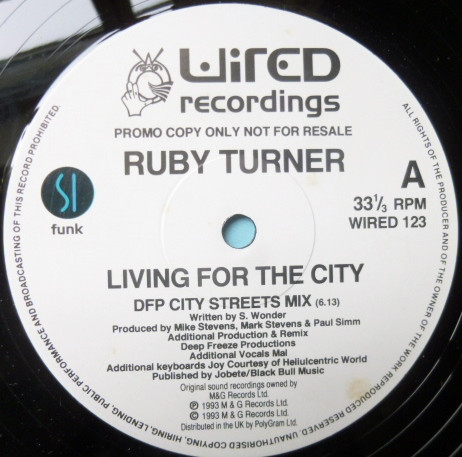 WIRED
recordings
PROMO COPY ONLY NOT FOR RESALE
RUBY TURNER
A
33⅓ RPM
WIRED 123
SI
funk
LIVING FOR THE CITY
DFP CITY STREETS MIX (6.13)
Written by S. Wonder
Produced by Mike Stevens, Mark Stevens & Paul Simm
Additional Production & Remix
Deep Freeze Productions
Additional Vocals Mal
Additional keyboards Joy Courtesy of Heliulcentric World
Published by Jobete/Black Bull Music
Original sound recordings owned by
M&G Records Ltd.
℗ 1993 M & G Records Ltd.
© 1993 M & G Records Ltd.
Distributed in the UK by PolyGram Ltd.
ALL RIGHTS OF THE PRODUCER AND OF THE OWNER OF THE WORK REPRODUCED RESERVED. UNAUTHORISED COPYING, HIRING, LENDING, PUBLIC PERFORMANCE AND BROADCASTING OF THIS RECORD PROHIBITED.